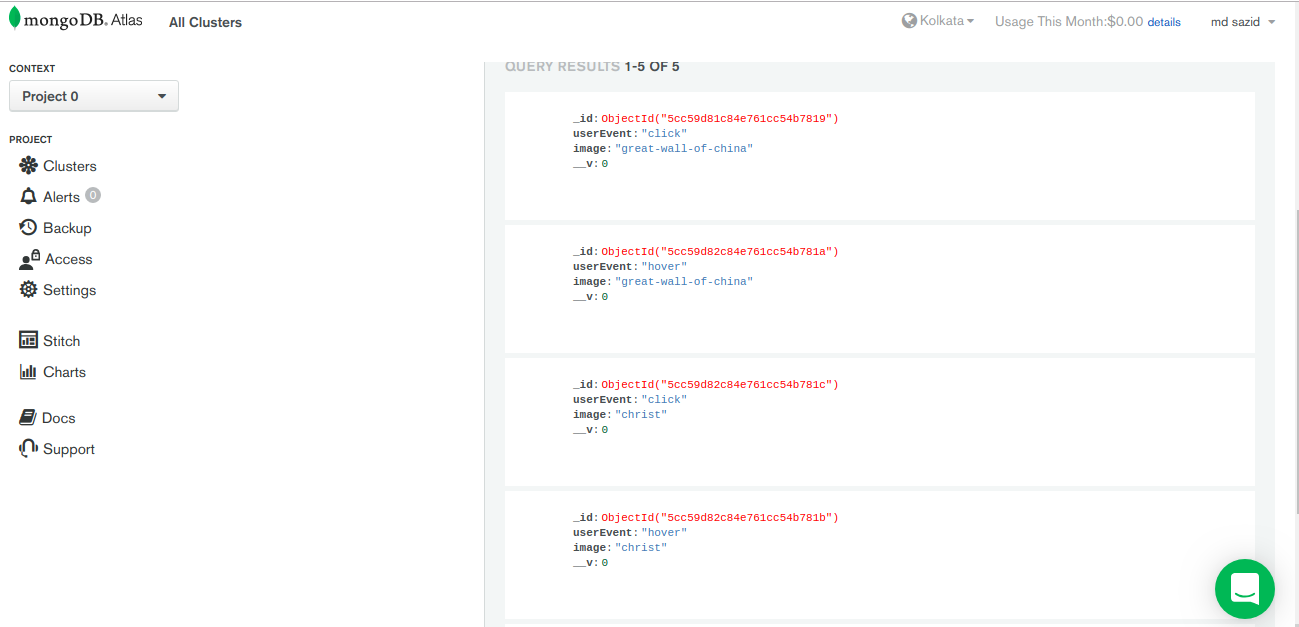 mongoDB. Atlas All Clusters Kolkata Usage This Month:$0.00 details md sazid
CONTEXT
Project 0
PROJECT
Clusters
Alerts 0
Backup
Access
Settings
Stitch
Charts
Docs
Support
QUERY RESULTS 1-5 OF 5
_id: ObjectId("5cc59d81c84e761cc54b7819")
userEvent: "click"
image: "great-wall-of-china"
__v: 0
_id: ObjectId("5cc59d82c84e761cc54b781a")
userEvent: "hover"
image: "great-wall-of-china"
__v: 0
_id: ObjectId("5cc59d82c84e761cc54b781c")
userEvent: "click"
image: "christ"
__v: 0
_id: ObjectId("5cc59d82c84e761cc54b781b")
userEvent: "hover"
image: "christ"
__v: 0